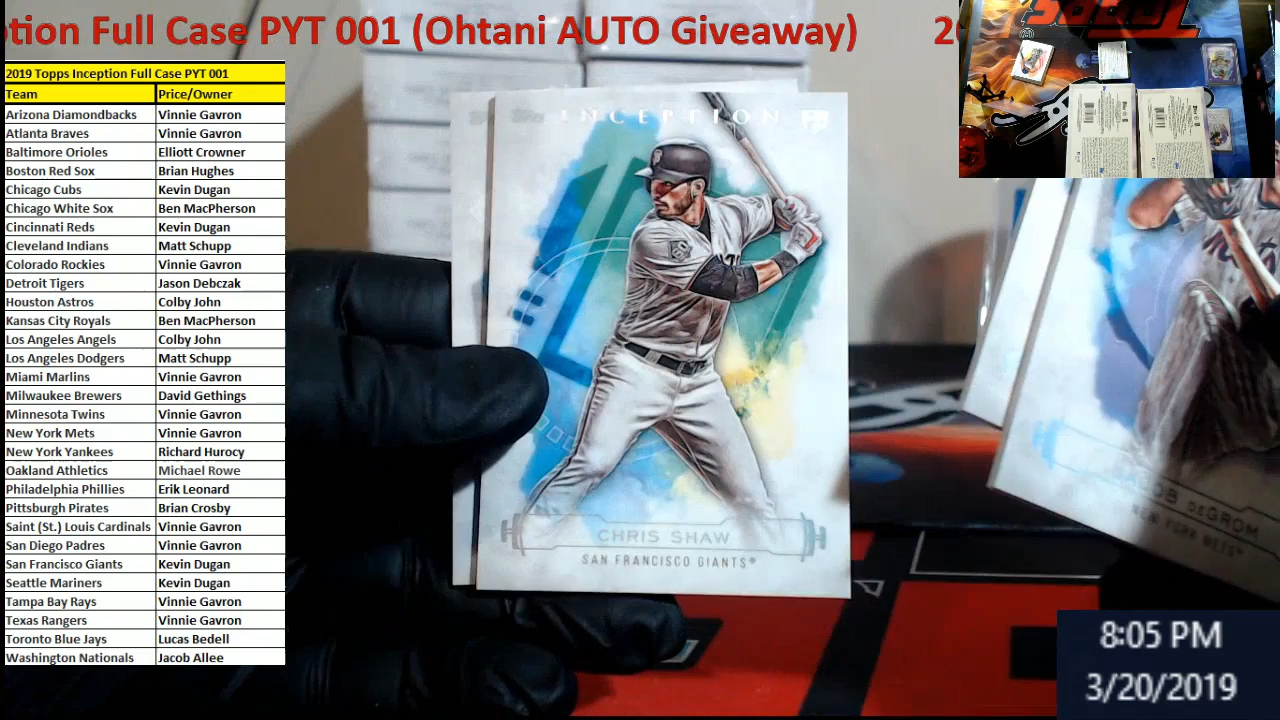 tion Full Case PYT 001 (Ohtani AUTO Giveaway) 20
2019 Topps Inception Full Case PYT 001
Team Price/Owner
Arizona Diamondbacks Vinnie Gavron
Atlanta Braves Vinnie Gavron
Baltimore Orioles Elliott Crowner
Boston Red Sox Brian Hughes
Chicago Cubs Kevin Dugan
Chicago White Sox Ben MacPherson
Cincinnati Reds Kevin Dugan
Cleveland Indians Matt Schupp
Colorado Rockies Vinnie Gavron
Detroit Tigers Jason Debczak
Houston Astros Colby John
Kansas City Royals Ben MacPherson
Los Angeles Angels Colby John
Los Angeles Dodgers Matt Schupp
Miami Marlins Vinnie Gavron
Milwaukee Brewers David Gethings
Minnesota Twins Vinnie Gavron
New York Mets Vinnie Gavron
New York Yankees Richard Hurocy
Oakland Athletics Michael Rowe
Philadelphia Phillies Erik Leonard
Pittsburgh Pirates Brian Crosby
Saint (St.) Louis Cardinals Vinnie Gavron
San Diego Padres Vinnie Gavron
San Francisco Giants Kevin Dugan
Seattle Mariners Kevin Dugan
Tampa Bay Rays Vinnie Gavron
Texas Rangers Vinnie Gavron
Toronto Blue Jays Lucas Bedell
Washington Nationals Jacob Allee
INCEPTION
CHRIS SHAW
SAN FRANCISCO GIANTS®
OB DEGROM
NEW YORK METS®
8:05 PM
3/20/2019